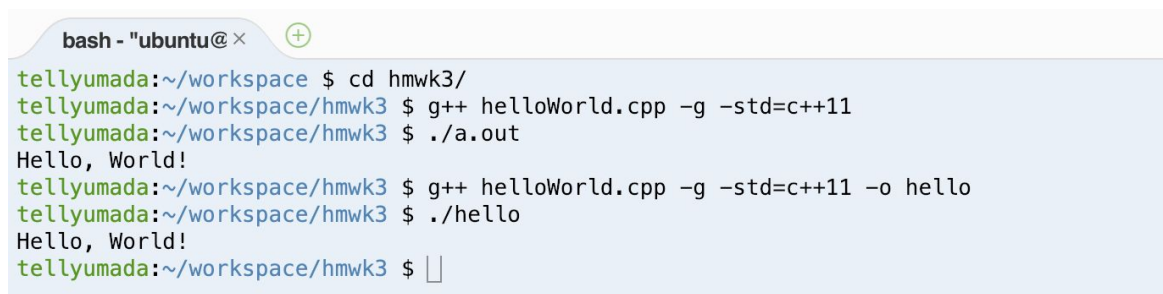 bash - "ubuntu@ ×
tellyumada:~/workspace $ cd hmwk3/
tellyumada:~/workspace/hmwk3 $ g++ helloWorld.cpp -g -std=c++11
tellyumada:~/workspace/hmwk3 $ ./a.out
Hello, World!
tellyumada:~/workspace/hmwk3 $ g++ helloWorld.cpp -g -std=c++11 -o hello
tellyumada:~/workspace/hmwk3 $ ./hello
Hello, World!
tellyumada:~/workspace/hmwk3 $